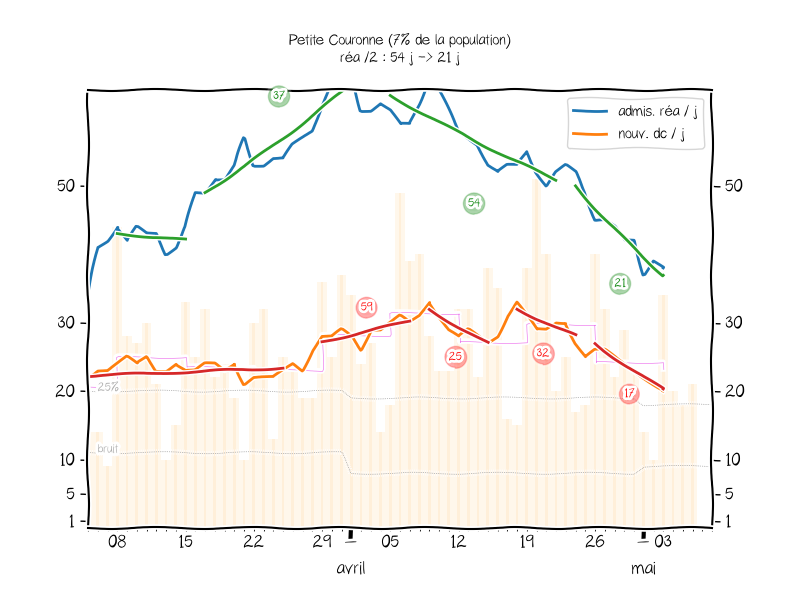 Petite Couronne (7% de la population)
réa /2 : 54 j -> 21 j
admis. réa / j
nouv. dc / j
37
50
50
54
21
59
30
30
25
32
17
-25%
20
20
bruit
10
10
5
5
1
1
08 15 22 29 05 12 19 26 03
avril mai